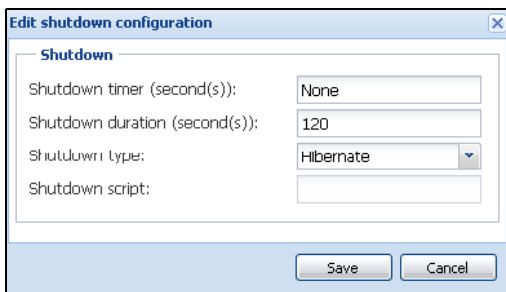 Edit shutdown configuration
Shutdown
Shutdown timer (second(s)): None
Shutdown duration (second(s)): 120
Shutdown type: Hibernate
Shutdown script:
Save Cancel